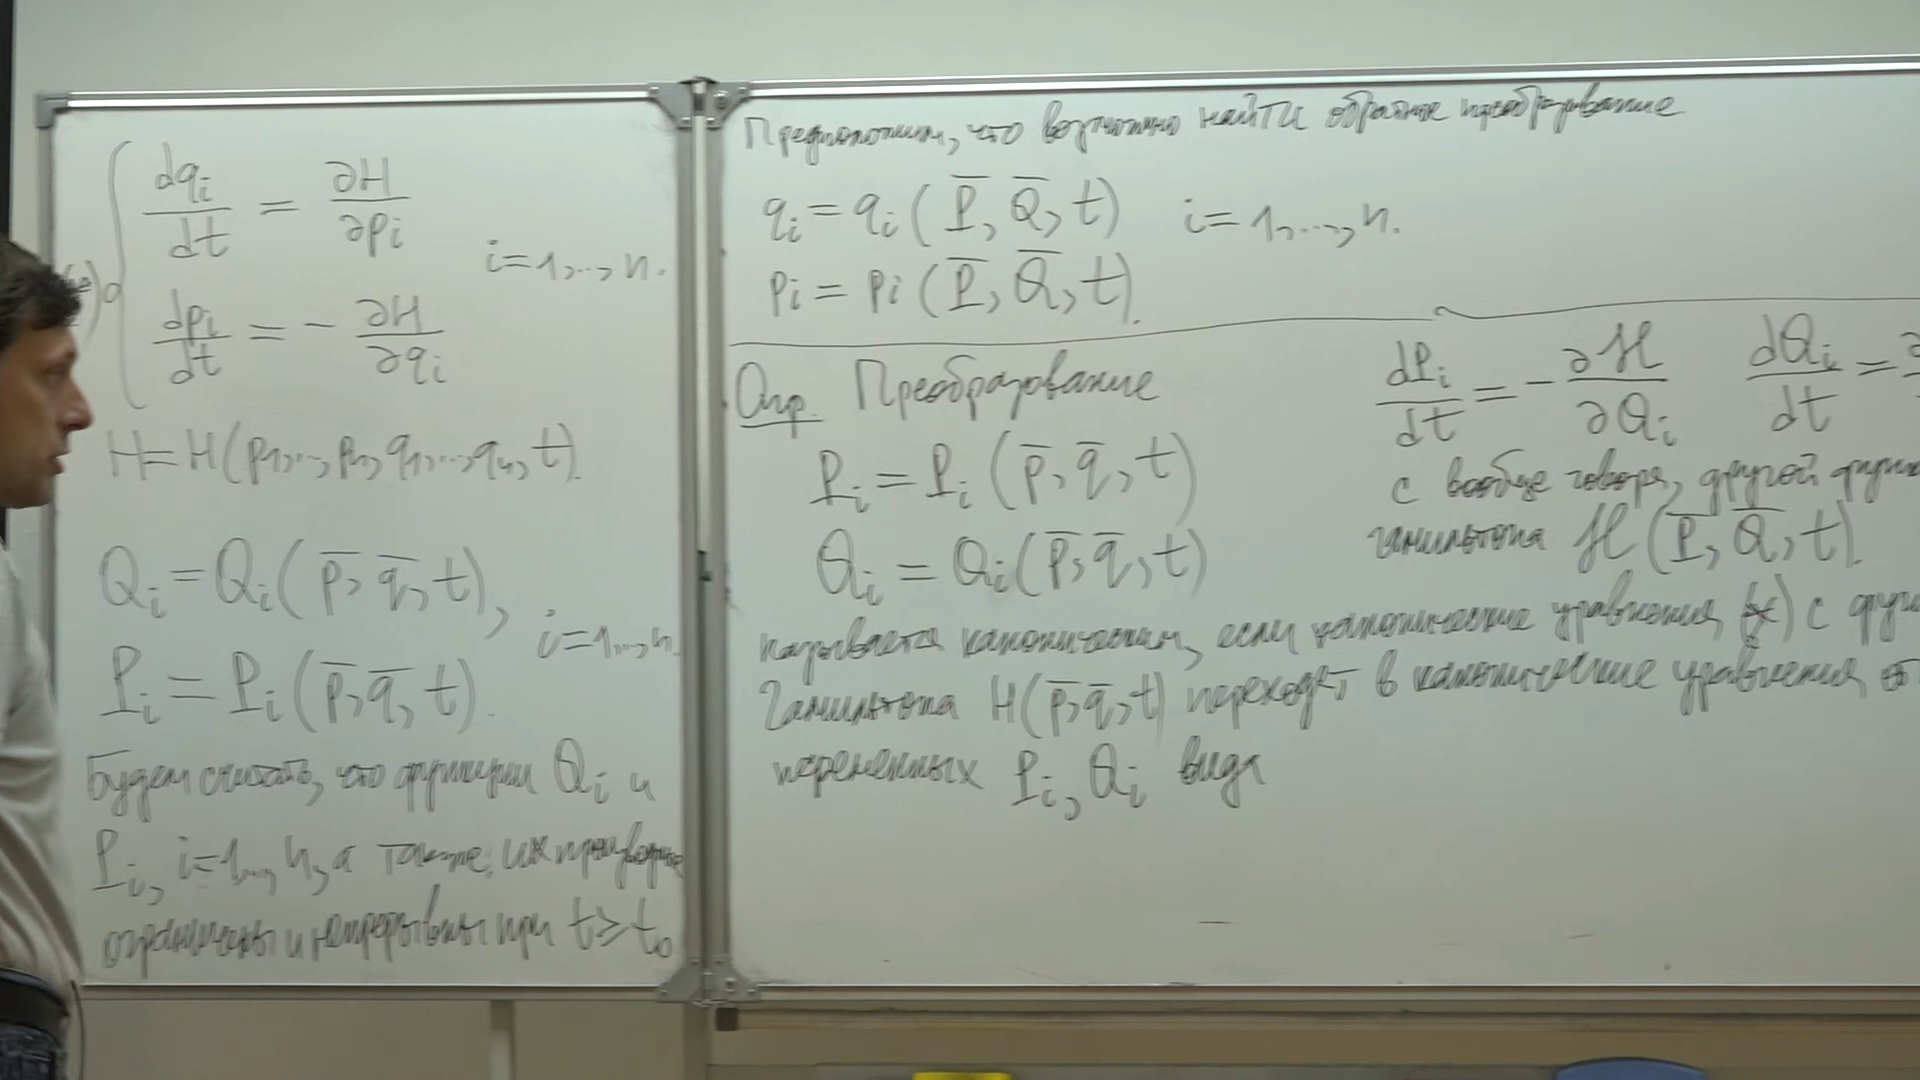 dqi/dt = ∂H/∂pi
i=1,..,n.
dpi/dt = - ∂H/∂qi
H=H(p1,..,pn,q1,..,qn,t).
Qi = Qi(p̄,q̄,t),
i=1,..,n.
Pi = Pi(p̄,q̄,t).
Будем считать, что функции Qi и
Pi, i=1..,n, а также их производные
ограничены и непрерывны при t≥t0
Предположим, что возможно найти обратное преобразование
qi = qi(P̄,Q̄,t) i=1,...,n.
pi = pi(P̄,Q̄,t).
Опр. Преобразование
Pi = Pi(p̄,q̄,t)
Qi = Qi(p̄,q̄,t)
называется каноническим, если канонические уравнения (*) с
Гамильтона H(p̄,q̄,t) переходят в канонические уравнения
переменных Pi, Qi вида
dPi/dt = - ∂ℋ/∂Qi dQi/dt =
с вообще говоря, другой
гамильтона ℋ(P̄,Q̄,t).